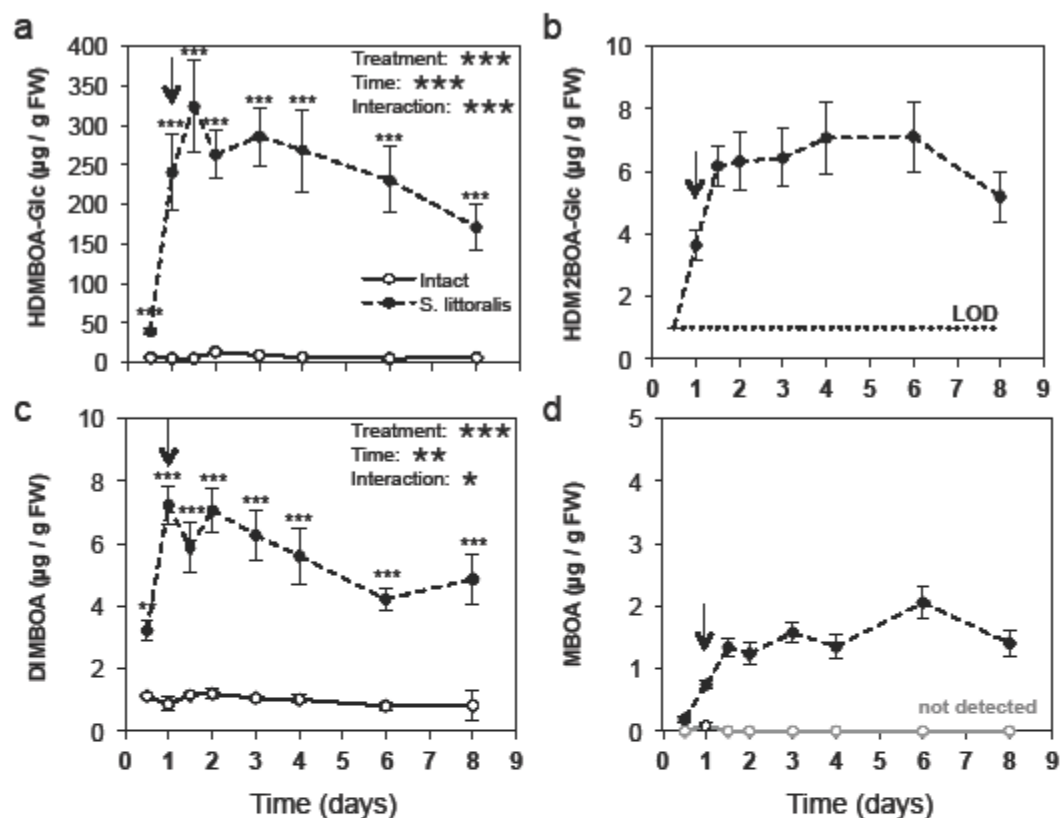 a
HDMBOA-Glc (µg / g FW)
400
350
300
250
200
150
100
50
0
***
***
***
***
***
***
***
***
Treatment: ★★★
Time: ★★★
Interaction: ★★★
Intact
S. littoralis
b
HDM2BOA-Glc (µg / g FW)
10
8
6
4
2
0
LOD
0 1 2 3 4 5 6 7 8 9
c
DIMBOA (µg / g FW)
10
8
6
4
2
0
**
***
***
***
***
***
***
***
Treatment: ★★★
Time: ★★
Interaction: ★
0 1 2 3 4 5 6 7 8 9
Time (days)
d
MBOA (µg / g FW)
5
4
3
2
1
0
not detected
0 1 2 3 4 5 6 7 8 9
Time (days)